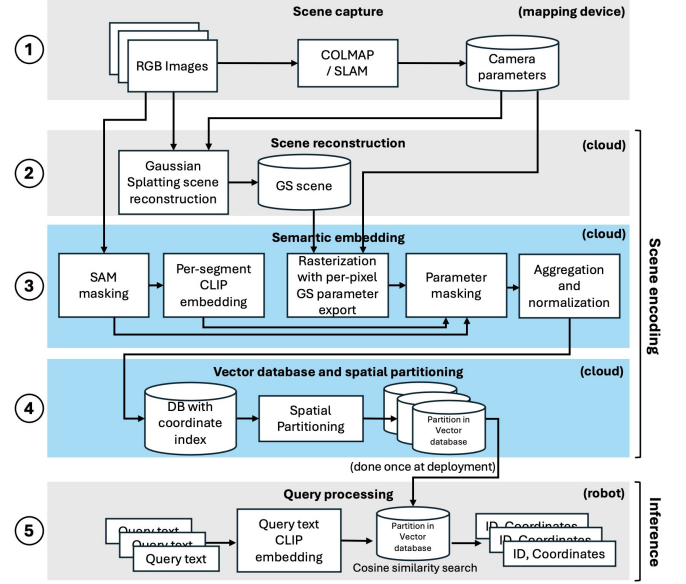 Scene capture
(mapping device)
1
RGB Images
COLMAP
/ SLAM
Camera
parameters
Scene reconstruction
(cloud)
2
Gaussian
Splatting scene
reconstruction
GS scene
Semantic embedding
(cloud)
3
SAM
masking
Per-segment
CLIP
embedding
Rasterization
with per-pixel
GS parameter
export
Parameter
masking
Aggregation
and
normalization
Scene encoding
Vector database and spatial partitioning
(cloud)
4
DB with
coordinate
index
Spatial
Partitioning
Partition in
Vector
database
(done once at deployment)
Query processing
(robot)
5
Query text
Query text
Query text
Query text
CLIP
embedding
Partition in
Vector
database
Cosine similarity search
ID, Coordinates
ID, Coordinates
ID, Coordinates
Inference